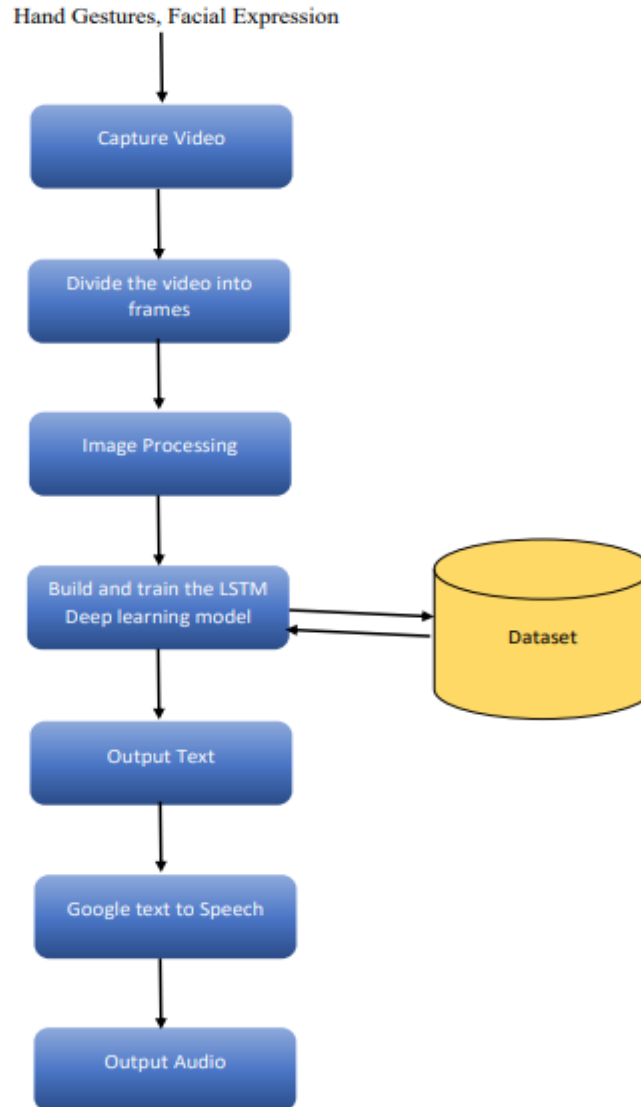 Hand Gestures, Facial Expression
Capture Video
Divide the video into
frames
Image Processing
Build and train the LSTM
Deep learning model
Dataset
Output Text
Google text to Speech
Output Audio